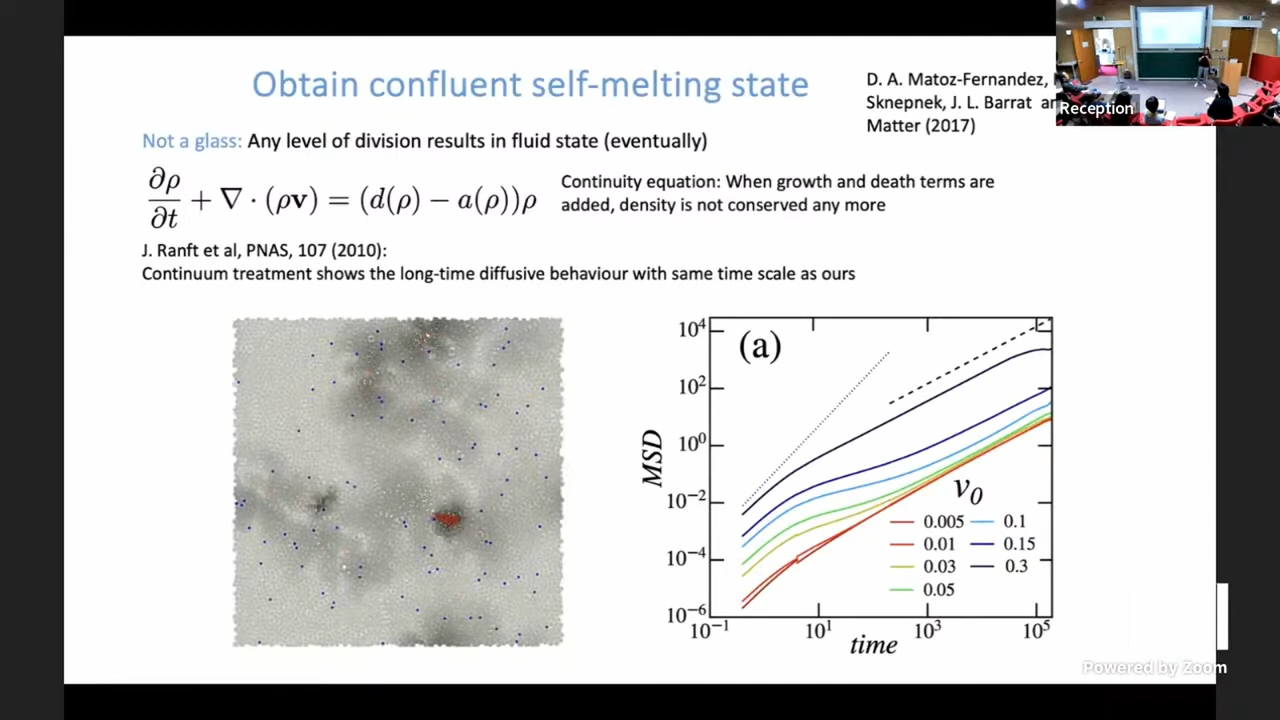 Obtain confluent self-melting state
D. A. Matoz-Fernandez,
Sknepnek, J. L. Barrat
Matter (2017)
Reception
Not a glass: Any level of division results in fluid state (eventually)
∂ρ/∂t + ∇ · (ρv) = (d(ρ) − a(ρ))ρ
Continuity equation: When growth and death terms are
added, density is not conserved any more
J. Ranft et al, PNAS, 107 (2010):
Continuum treatment shows the long-time diffusive behaviour with same time scale as ours
(a)
MSD
10^4
10^2
10^0
10^-2
10^-4
10^-6
10^-1
10^1
10^3
10^5
time
v_0
0.005
0.1
0.01
0.15
0.03
0.3
0.05
Powered by Zoom